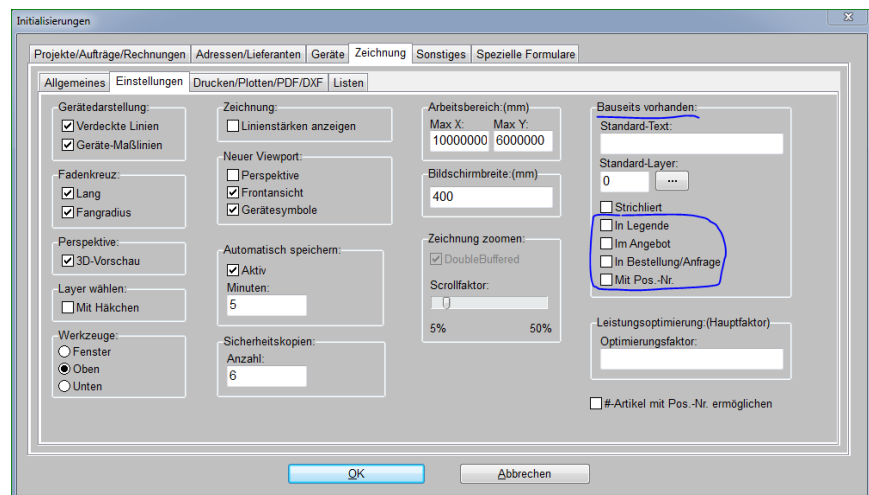 Initialisierungen
Projekte/Aufträge/Rechnungen Adressen/Lieferanten Geräte Zeichnung Sonstiges Spezielle Formulare
Allgemeines Einstellungen Drucken/Plotten/PDF/DXF Listen
Gerätedarstellung:
Verdeckte Linien
Geräte-Maßlinien
Fadenkreuz:
Lang
Fangradius
Perspektive:
3D-Vorschau
Layer wählen:
Mit Häkchen
Werkzeuge:
Fenster
Oben
Unten
Zeichnung:
Linienstärken anzeigen
Neuer Viewport:
Perspektive
Frontansicht
Gerätesymbole
Automatisch speichern:
Aktiv
Minuten:
5
Sicherheitskopien:
Anzahl:
6
Arbeitsbereich:(mm)
Max X: Max Y:
10000000 6000000
Bildschirmbreite:(mm)
400
Zeichnung zoomen:
DoubleBuffered
Scrollfaktor:
5% 50%
Bauseits vorhanden:
Standard-Text:
Standard-Layer:
0 ...
Strichliert
In Legende
Im Angebot
In Bestellung/Anfrage
Mit Pos.-Nr.
Leistungsoptimierung:(Hauptfaktor)
Optimierungsfaktor:
#-Artikel mit Pos.-Nr. ermöglichen
OK Abbrechen